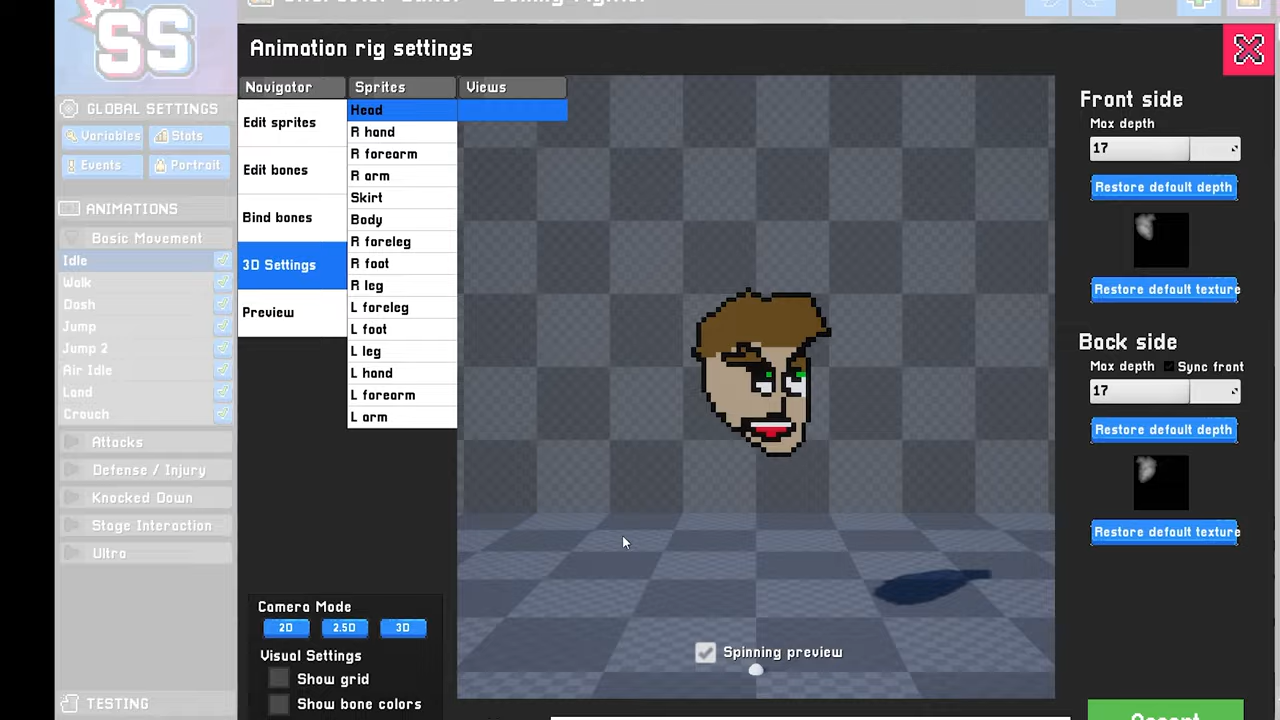 SS
Animation rig settings
Navigator
Sprites
Views
Edit sprites
Edit bones
Bind bones
3D Settings
Preview
Head
R hand
R forearm
R arm
Skirt
Body
R foreleg
R foot
R leg
L foreleg
L foot
L leg
L hand
L forearm
L arm
GLOBAL SETTINGS
Variables
Stats
Events
Portrait
ANIMATIONS
Basic Movement
Idle
Walk
Dash
Jump
Jump 2
Air Idle
Land
Crouch
Attacks
Defense / Injury
Knocked Down
Stage Interaction
Ultra
TESTING
Camera Mode
2D
2.5D
3D
Visual Settings
Show grid
Show bone colors
Spinning preview
Front side
Max depth
17
Restore default depth
Restore default texture
Back side
Max depth
Sync front
17
Restore default depth
Restore default texture